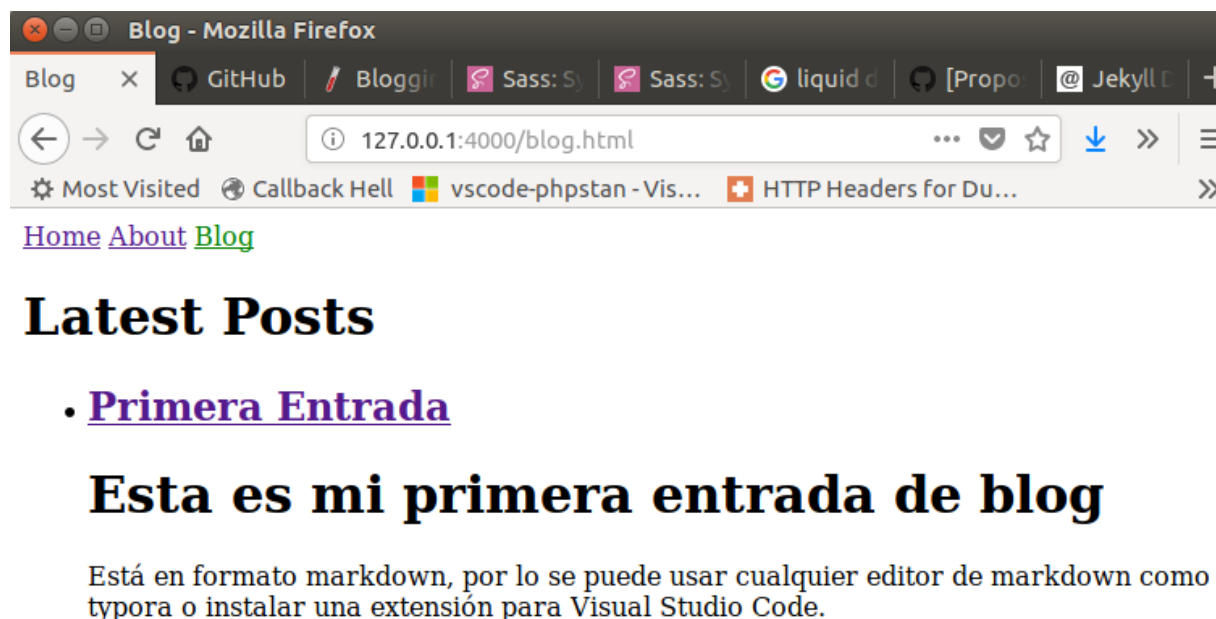 Blog - Mozilla Firefox
Blog GitHub Bloggin Sass: Sy Sass: Sy liquid d [Propo: Jekyll D
127.0.0.1:4000/blog.html
Most Visited Callback Hell vscode-phpstan - Vis... HTTP Headers for Du...
Home About Blog
Latest Posts
Primera Entrada
Esta es mi primera entrada de blog
Está en formato markdown, por lo se puede usar cualquier editor de markdown como
typora o instalar una extensión para Visual Studio Code.